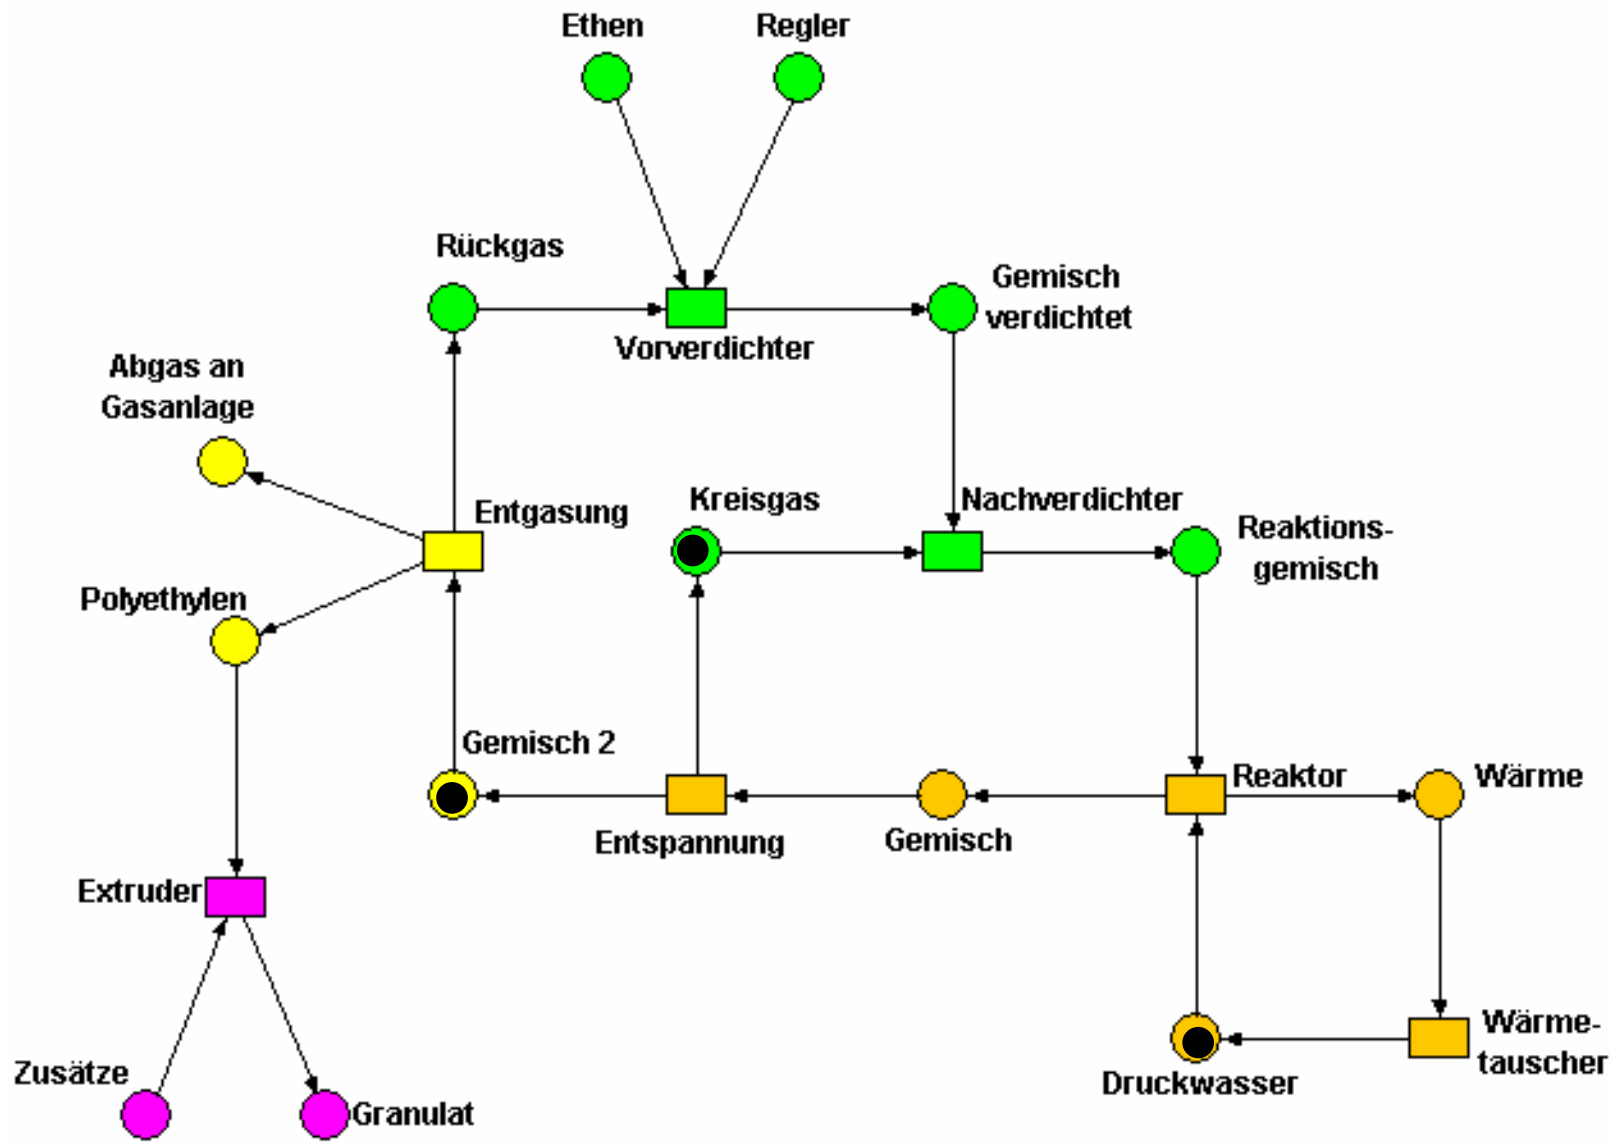 Ethen
Regler
Rückgas
Gemisch
verdichtet
Vorverdichter
Abgas an
Gasanlage
Kreisgas
Nachverdichter
Entgasung
Reaktions-
gemisch
Polyethylen
Gemisch 2
Reaktor
Wärme
Entspannung
Gemisch
Extruder
Wärme-
tauscher
Zusätze
Druckwasser
Granulat